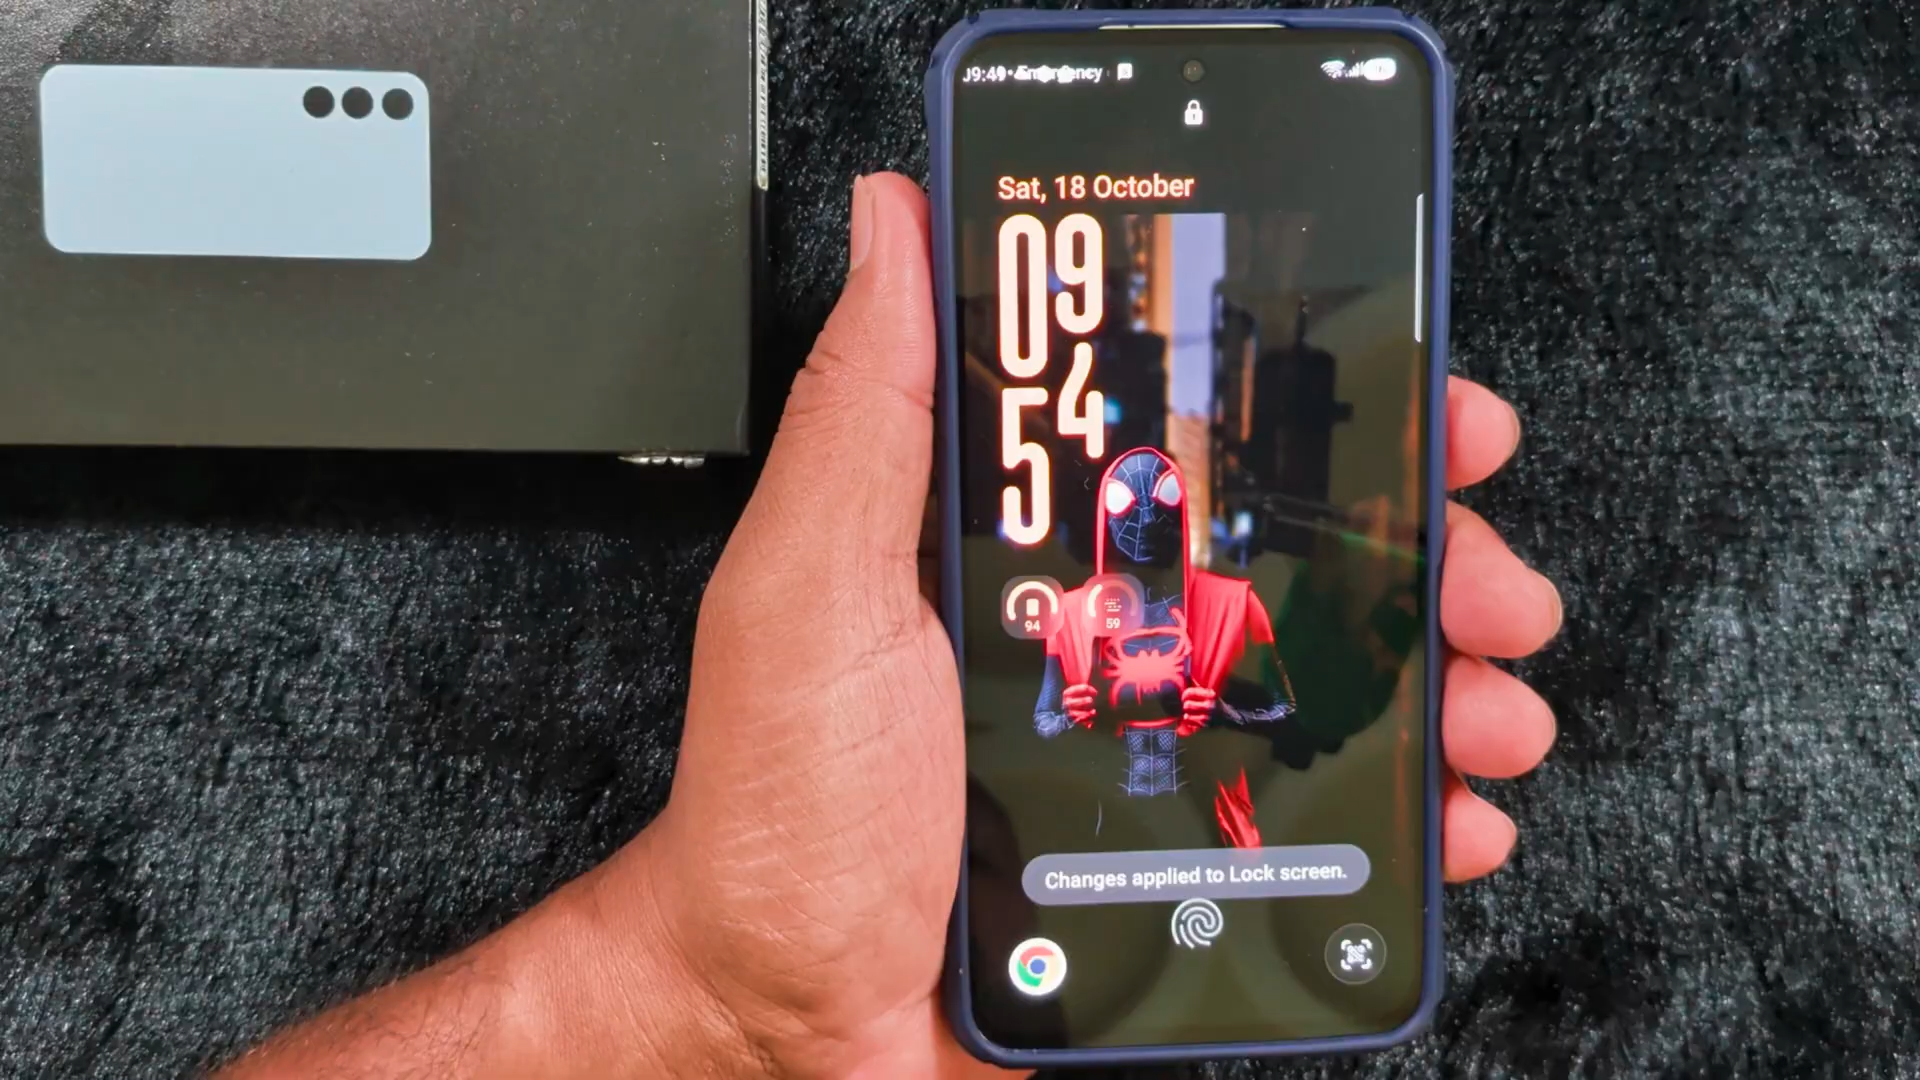 Sat, 18 October
09
54
94
59
Changes applied to Lock screen.